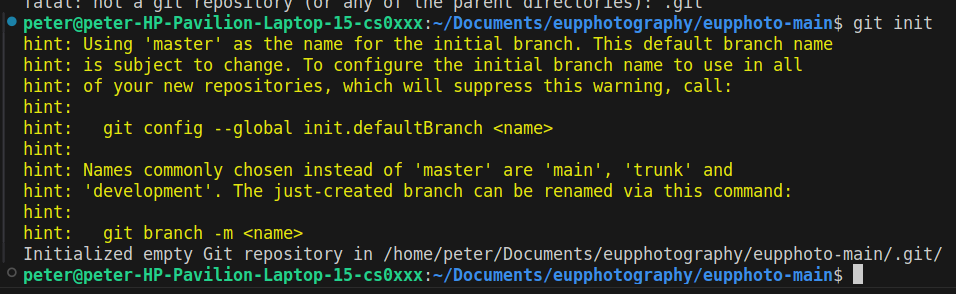 fatal: not a git repository (or any of the parent directories): .git
peter@peter-HP-Pavilion-Laptop-15-cs0xxx:~/Documents/eupphotography/eupphoto-main$ git init
hint: Using 'master' as the name for the initial branch. This default branch name
hint: is subject to change. To configure the initial branch name to use in all
hint: of your new repositories, which will suppress this warning, call:
hint:
hint:   git config --global init.defaultBranch <name>
hint:
hint: Names commonly chosen instead of 'master' are 'main', 'trunk' and
hint: 'development'. The just-created branch can be renamed via this command:
hint:
hint:   git branch -m <name>
Initialized empty Git repository in /home/peter/Documents/eupphotography/eupphoto-main/.git/
peter@peter-HP-Pavilion-Laptop-15-cs0xxx:~/Documents/eupphotography/eupphoto-main$